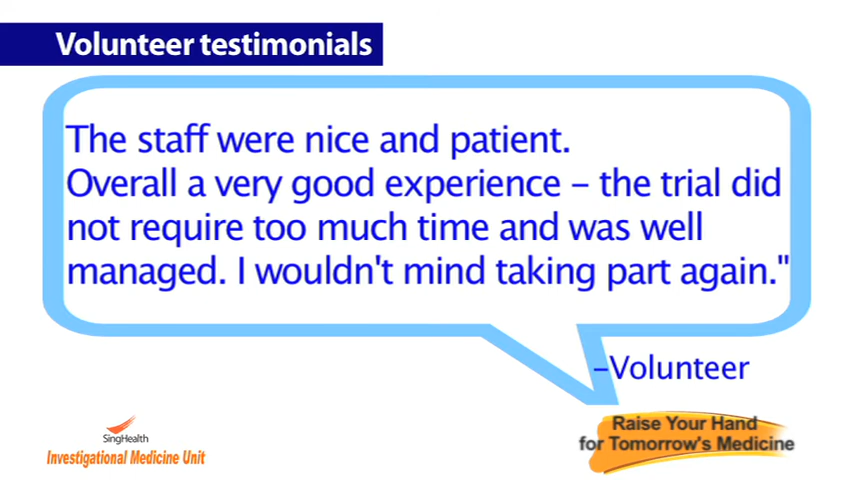 Volunteer testimonials
The staff were nice and patient.
Overall a very good experience – the trial did
not require too much time and was well
managed. I wouldn't mind taking part again."
–Volunteer
Raise Your Hand
for Tomorrow's Medicine
SingHealth
Investigational Medicine Unit